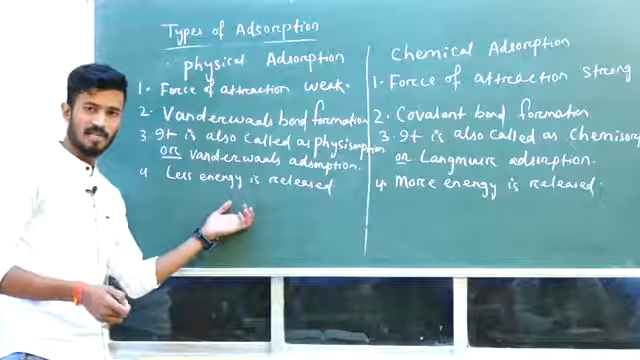 Types of Adsorption
physical Adsorption
1. Force of attraction weak.
2. Vanderwaals bond formation
3. It is also called as physisorption
or Vanderwaals adsorption.
4 Less energy is released.
Chemical Adsorption
1. Force of attraction strong
2. Covalent bond formation
3. It is also called as Chemisorp
or Langmuir adsorption.
4. More energy is released.